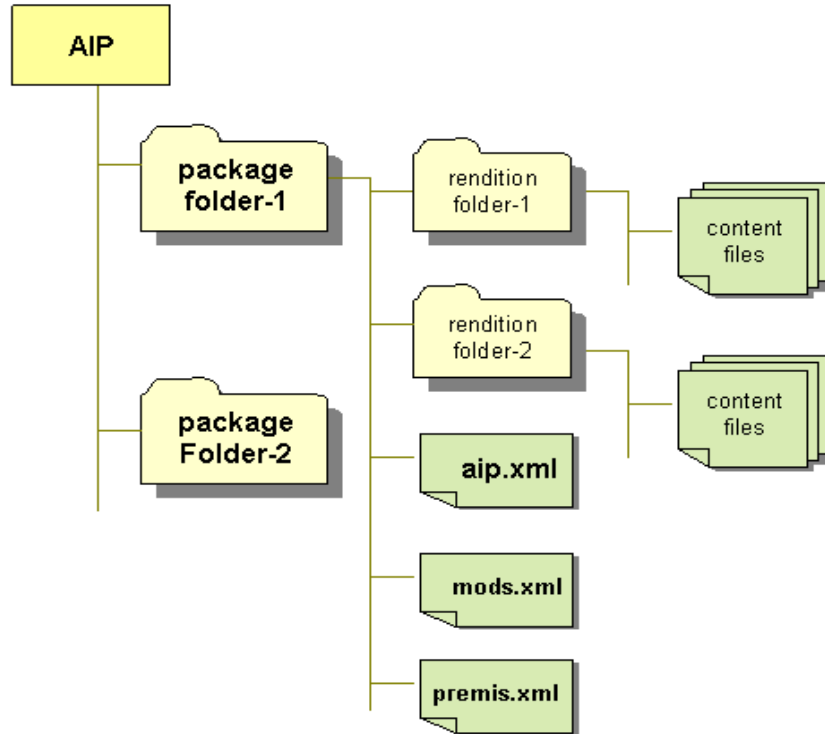 AIP
package
folder-1
rendition
folder-1
content
files
rendition
folder-2
content
files
package
Folder-2
aip.xml
mods.xml
premis.xml